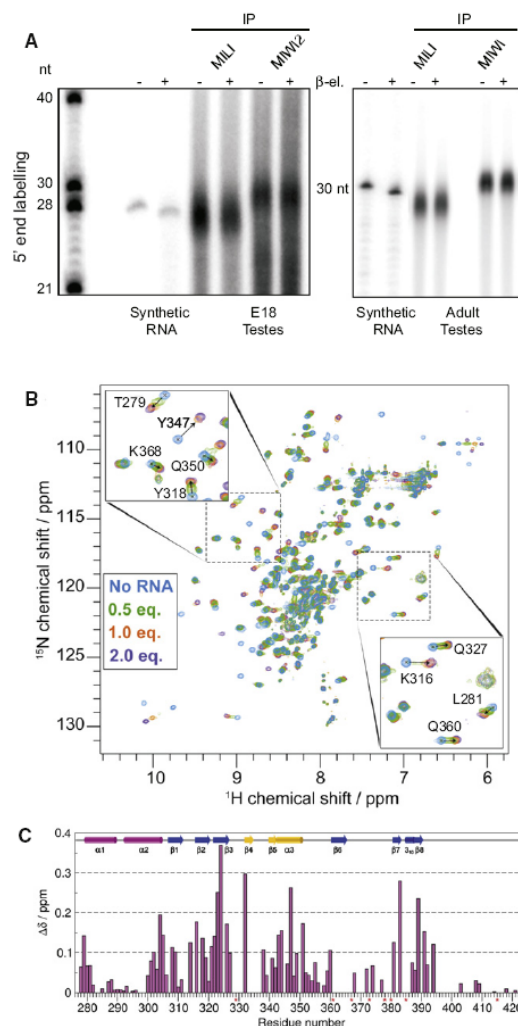 A
IP
MILI
MIWI2
nt
- + - + - +
β-el.
40
30
28
21
5' end labelling
Synthetic
RNA
E18
Testes
IP
MILI
MIWI
- + - + - +
30 nt
Synthetic
RNA
Adult
Testes
B
T279
Y347
K368
Q350
Y318
110
115
120
125
130
15N chemical shift / ppm
No RNA
0.5 eq.
1.0 eq.
2.0 eq.
Q327
K316
L281
Q360
10 9 8 7 6
1H chemical shift / ppm
C
α1 α2 β1 β2 β3 β4 β5 α3 β6 β7 3₁₀ β8
0.4
0.3
0.2
0.1
0
Δδ / ppm
280 290 300 310 320 330 340 350 360 370 380 390 400 410 420
Residue number